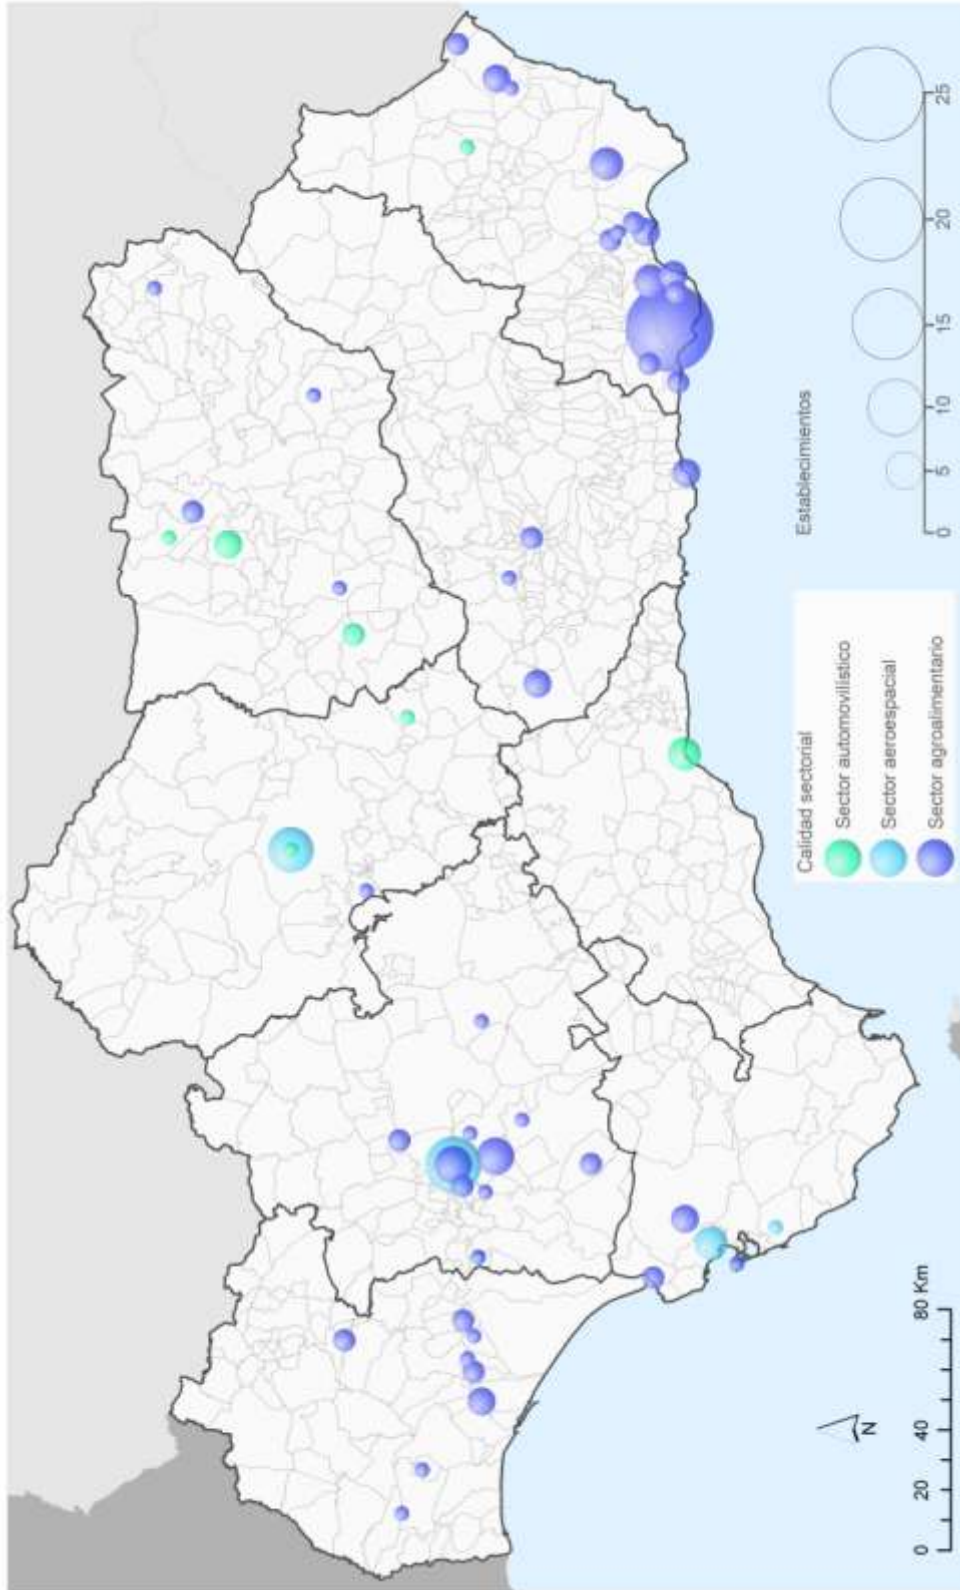 0 20 40 80 Km
N
Calidad sectorial
Sector automovilístico
Sector aeroespacial
Sector agroalimentario
Establecimientos
0 5 10 15 20 25